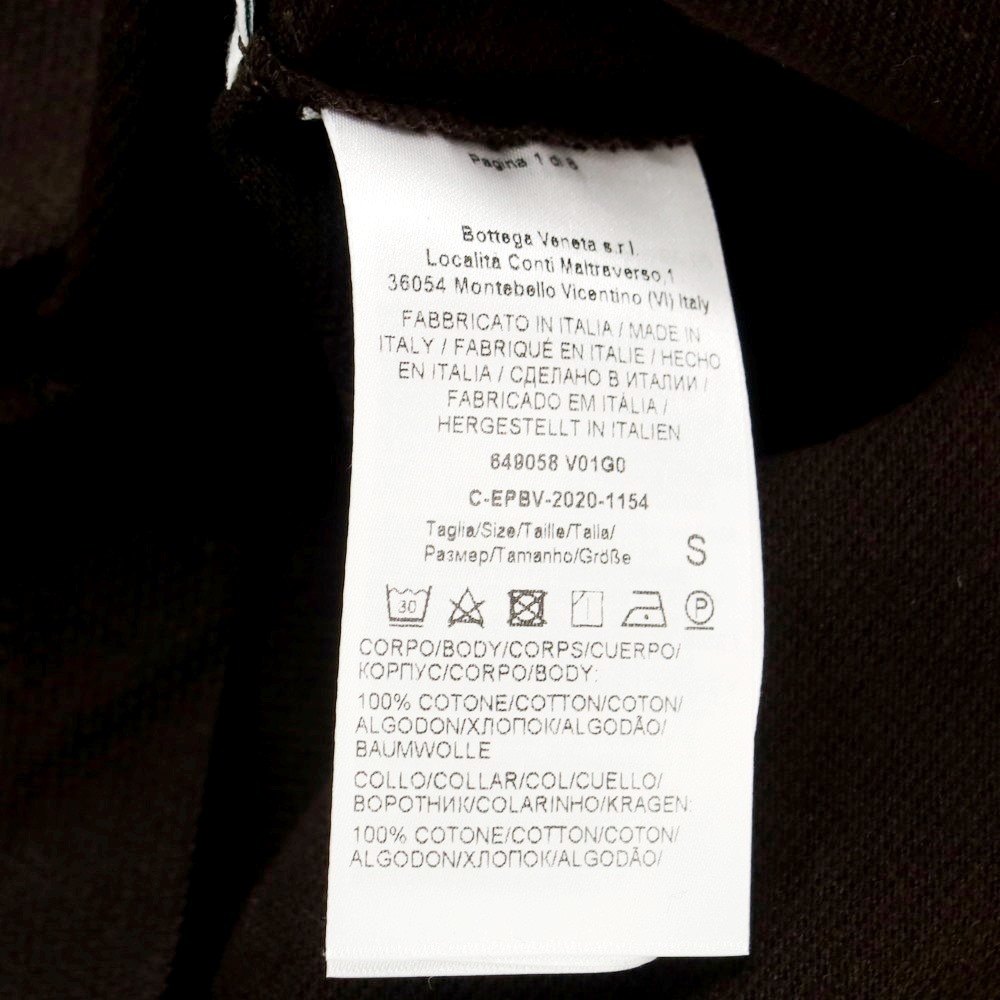 Pagina 1 di 8
Bottega Veneta s.r.l.
Località Conti Maltraverso,1
36054 Montebello Vicentino (VI) Italy
FABBRICATO IN ITALIA / MADE IN
ITALY / FABRIQUÉ EN ITALIE / HECHO
EN ITALIA / СДЕЛАНО В ИТАЛИИ /
FABRICADO EM ITÁLIA /
HERGESTELLT IN ITALIEN
649058 V01G0
C-EPBV-2020-1154
Taglia/Size/Taille/Talla/
Размер/Tamanho/Größe
S
30
P
CORPO/BODY/CORPS/CUERPO/
КОРПУС/CORPO/BODY:
100% COTONE/COTTON/COTON/
ALGODON/ХЛОПОК/ALGODÃO/
BAUMWOLLE
COLLO/COLLAR/COL/CUELLO/
ВОРОТНИК/COLARINHO/KRAGEN:
100% COTONE/COTTON/COTON/
ALGODON/ХЛОПОК/ALGODÃO/